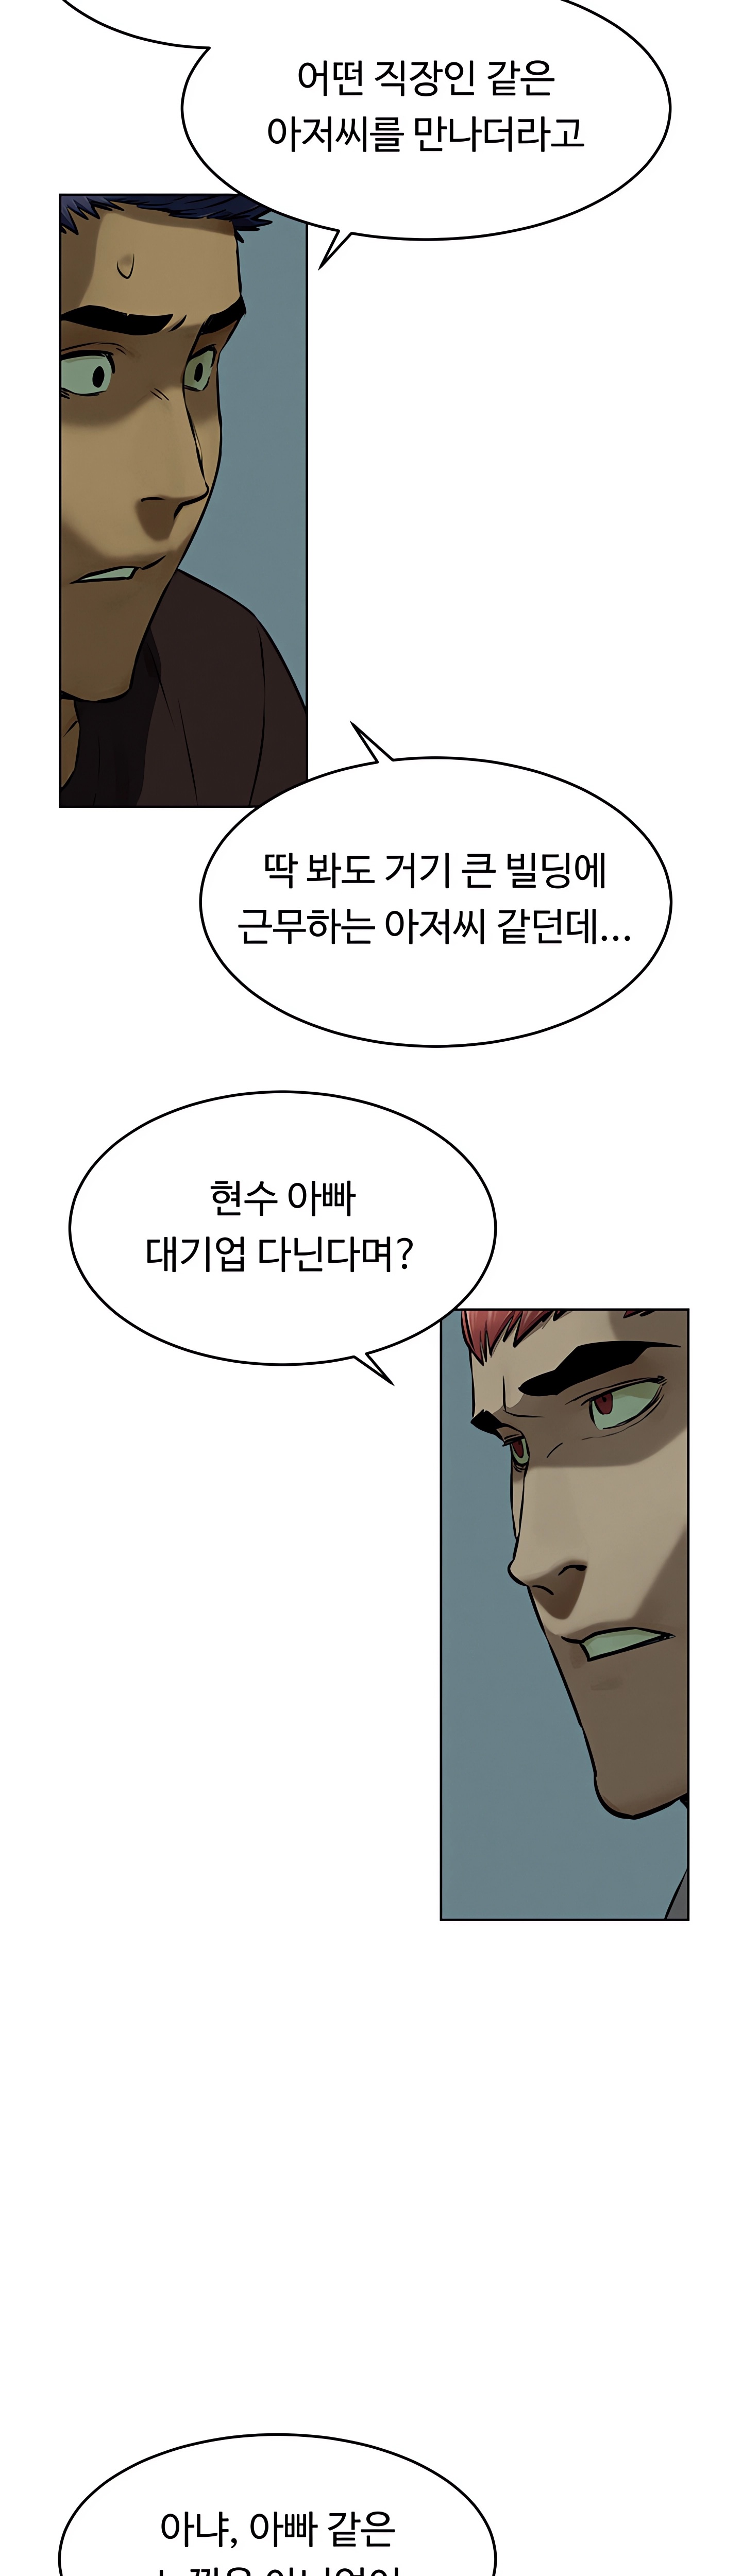 어떤 직장인 같은
아저씨를 만나더라고
딱 봐도 거기 큰 빌딩에
근무하는 아저씨 같던데...
현수 아빠
대기업 다닌다며?
아냐, 아빠 같은